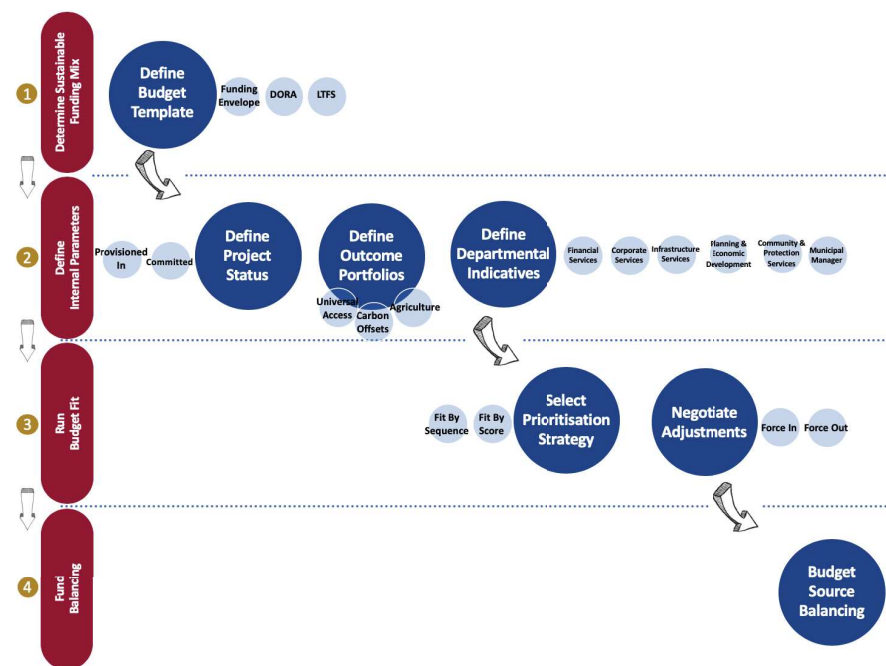 1
Determine Sustainable
Funding Mix
Define
Budget
Template
Funding
Envelope
DORA
LTFS
2
Define
Internal Parameters
Provisioned
In
Committed
Define
Project
Status
Define
Outcome
Portfolios
Universal
Access
Carbon
Offsets
Agriculture
Define
Departmental
Indicatives
Financial
Services
Corporate
Services
Infrastructure
Services
Planning &
Economic
Development
Community &
Protection
Services
Municipal
Manager
3
Run
Budget Fit
Fit By
Sequence
Fit By
Score
Select
Prioritisation
Strategy
Negotiate
Adjustments
Force In
Force Out
4
Fund
Balancing
Budget
Source
Balancing